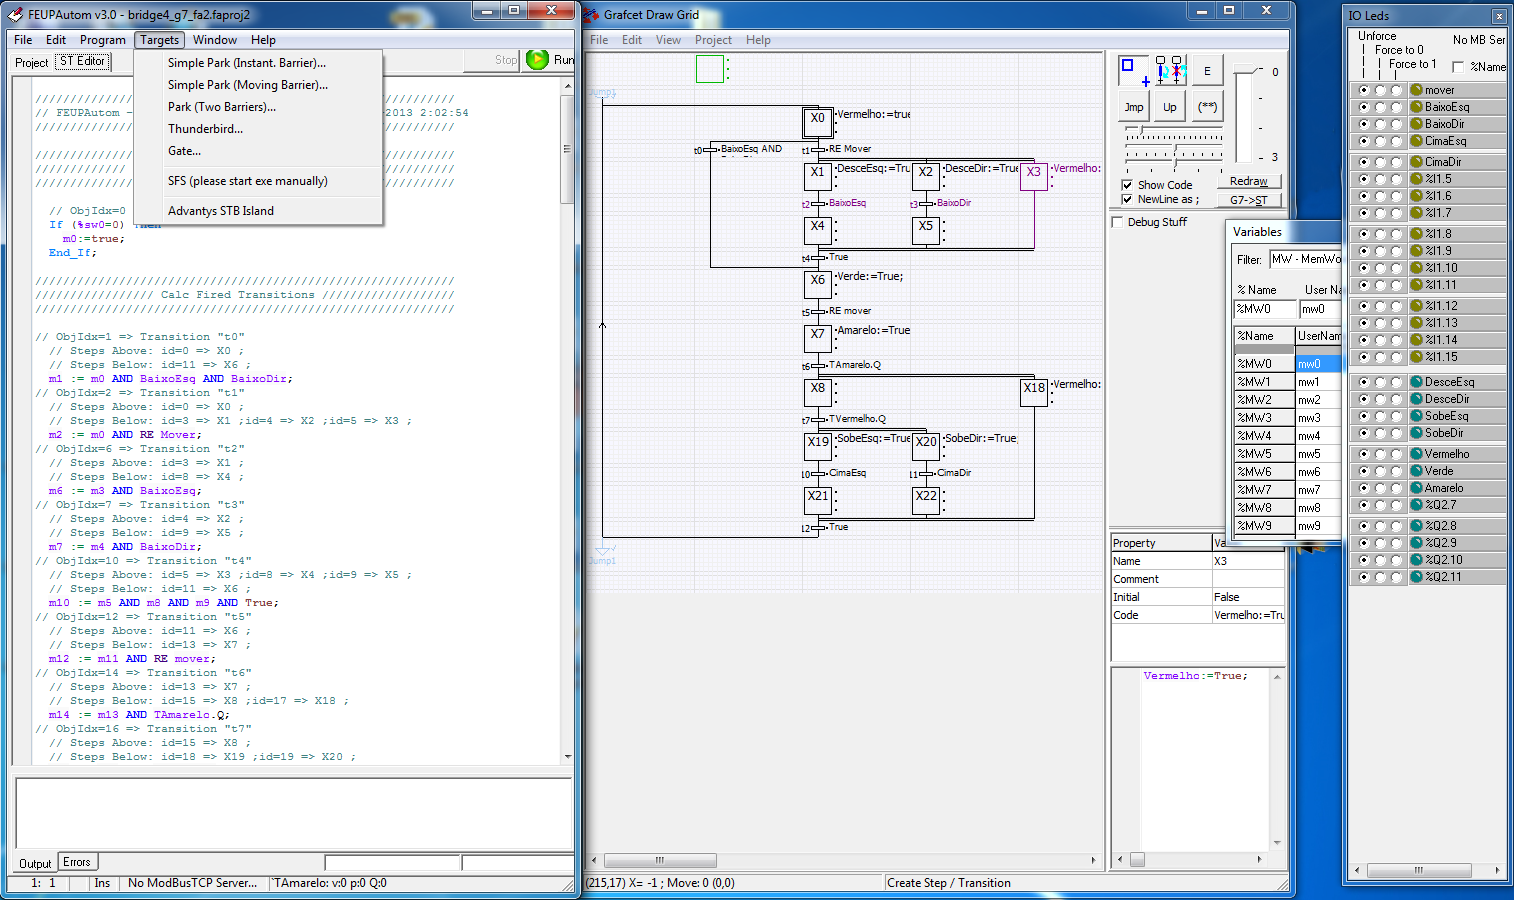 FEUPAutom v3.0 - bridge4_g7_fa2.faproj2
File Edit Program Targets Window Help
Project ST Editor Stop Run
Simple Park (Instant. Barrier)...
Simple Park (Moving Barrier)...
Park (Two Barriers)...
Thunderbird...
Gate...
SFS (please start exe manually)
Advantys STB Island
// FEUPAutom - 2013 2:02:54
// ObjIdx=0
If (%sw0=0) Then
m0:=true;
End_If;
////////////////////////////////////////////////////////////
///////////////// Calc Fired Transitions ///////////////////
////////////////////////////////////////////////////////////
// ObjIdx=1 => Transition "t0"
// Steps Above: id=0 => X0 ;
// Steps Below: id=11 => X6 ;
m1 := m0 AND BaixoEsq AND BaixoDir;
// ObjIdx=2 => Transition "t1"
// Steps Above: id=0 => X0 ;
// Steps Below: id=3 => X1 ;id=4 => X2 ;id=5 => X3 ;
m2 := m0 AND RE Mover;
// ObjIdx=6 => Transition "t2"
// Steps Above: id=3 => X1 ;
// Steps Below: id=8 => X4 ;
m6 := m3 AND BaixoEsq;
// ObjIdx=7 => Transition "t3"
// Steps Above: id=4 => X2 ;
// Steps Below: id=9 => X5 ;
m7 := m4 AND BaixoDir;
// ObjIdx=10 => Transition "t4"
// Steps Above: id=5 => X3 ;id=8 => X4 ;id=9 => X5 ;
// Steps Below: id=11 => X6 ;
m10 := m5 AND m8 AND m9 AND True;
// ObjIdx=12 => Transition "t5"
// Steps Above: id=11 => X6 ;
// Steps Below: id=13 => X7 ;
m12 := m11 AND RE mover;
// ObjIdx=14 => Transition "t6"
// Steps Above: id=13 => X7 ;
// Steps Below: id=15 => X8 ;id=17 => X18 ;
m14 := m13 AND TAmarelo.Q;
// ObjIdx=16 => Transition "t7"
// Steps Above: id=15 => X8 ;
// Steps Below: id=18 => X19 ;id=19 => X20 ;
Output Errors
1: 1 Ins No ModBusTCP Server... `TAmarelo: v:0 p:0 Q:0
Grafcet Draw Grid
File Edit View Project Help
Jump1
X0 Vermelho:=true
t0 BaixoEsq AND
t1 RE Mover
X1 DesceEsq:=Tru X2 DesceDir:=True X3 Vermelho:
t2 BaixoEsq t3 BaixoDir
X4 X5
t4 True
X6 Verde:=True;
t5 RE mover
X7 Amarelo:=True
t6 TAmarelo.Q
X8 X18 Vermelho:
t7 TVermelho.Q
X19 SobeEsq:=True X20 SobeDir:=True;
10 CimaEsq 11 CimaDir
X21 X22
12 True
Jump1
(215,17) X= -1 ; Move: 0 (0,0) Create Step / Transition
E
Jmp Up (**)
0
3
Show Code Redraw
NewLine as ; G7->ST
Debug Stuff
Property Va
Name X3
Comment
Initial False
Code Vermelho:=Tru
Vermelho:=True;
Variables
Filter: MW - MemWo
% Name User Na
%MW0 mw0
%Name UserNam
%MW0 mw0
%MW1 mw1
%MW2 mw2
%MW3 mw3
%MW4 mw4
%MW5 mw5
%MW6 mw6
%MW7 mw7
%MW8 mw8
%MW9 mw9
IO Leds x
Unforce No MB Ser
Force to 0
Force to 1 %Name
mover
BaixoEsq
BaixoDir
CimaEsq
CimaDir
%I1.5
%I1.6
%I1.7
%I1.8
%I1.9
%I1.10
%I1.11
%I1.12
%I1.13
%I1.14
%I1.15
DesceEsq
DesceDir
SobeEsq
SobeDir
Vermelho
Verde
Amarelo
%Q2.7
%Q2.8
%Q2.9
%Q2.10
%Q2.11